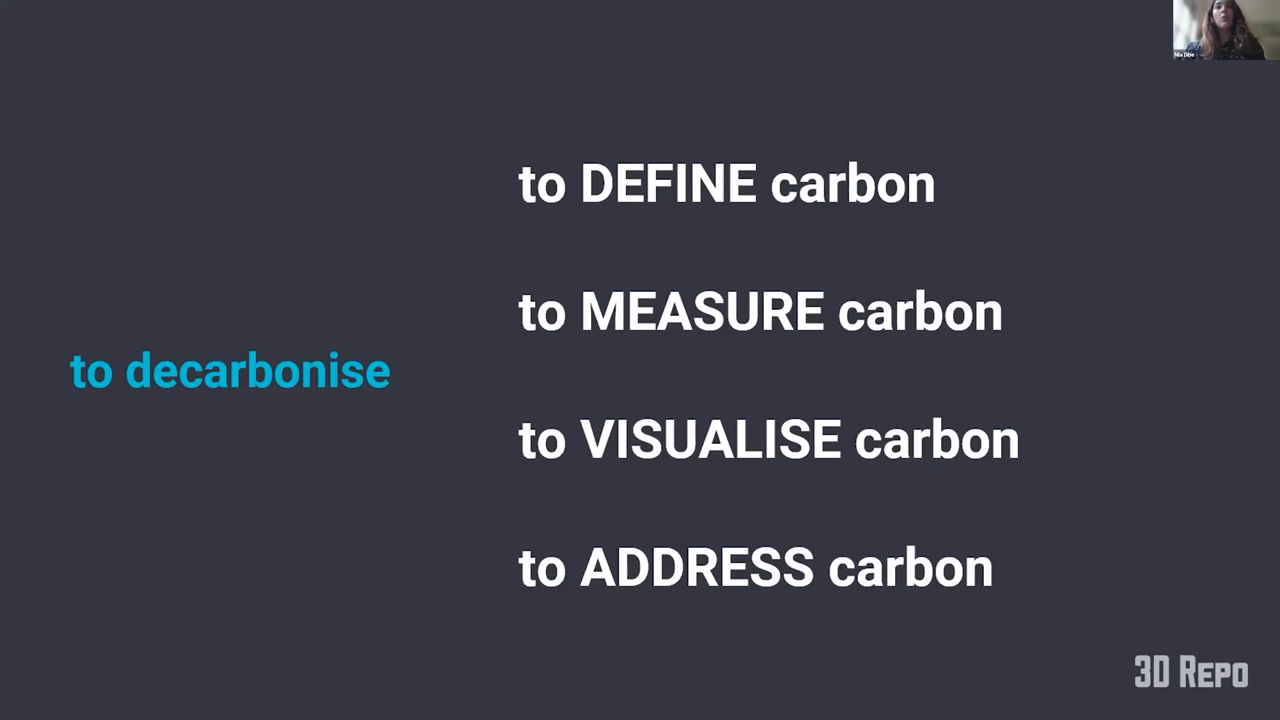 to decarbonise
to DEFINE carbon
to MEASURE carbon
to VISUALISE carbon
to ADDRESS carbon
3D REPO